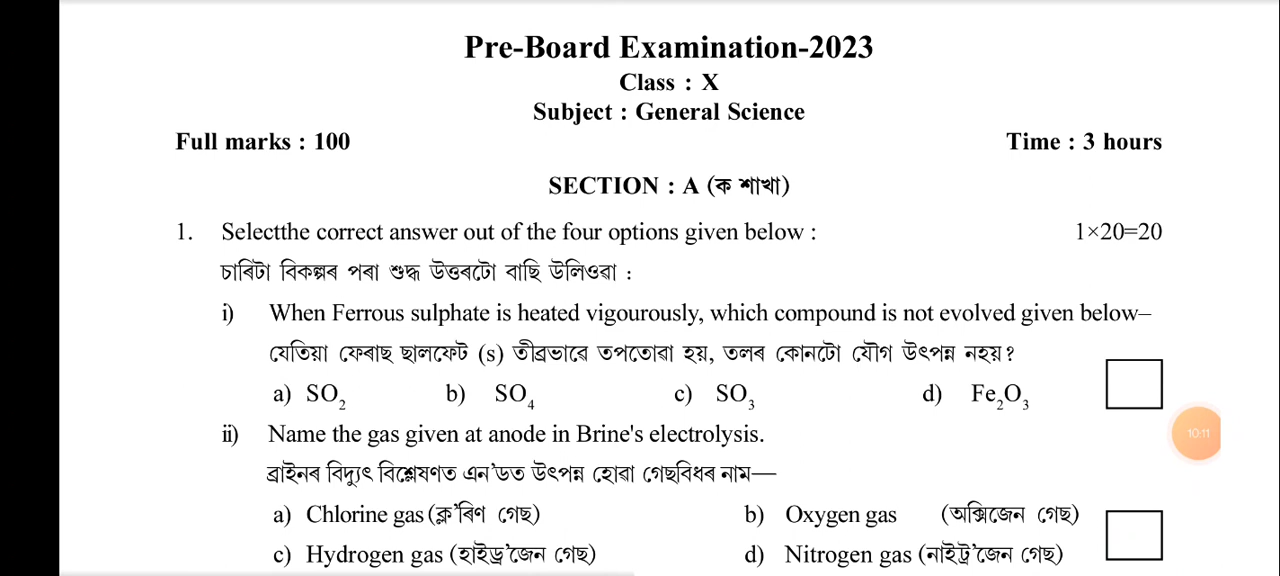 Pre-Board Examination-2023
Class : X
Subject : General Science
Full marks : 100 Time : 3 hours
SECTION : A (ক শাখা)
1. Selectthe correct answer out of the four options given below : 1×20=20
চাৰিটা বিকল্পৰ পৰা শুদ্ধ উত্তৰটো বাছি উলিওৱা :
i) When Ferrous sulphate is heated vigourously, which compound is not evolved given below–
যেতিয়া ফেৰাছ ছালফেট (s) তীব্ৰভাৱে তপতোৱা হয়, তলৰ কোনটো যৌগ উৎপন্ন নহয়?
a) SO₂ b) SO₄ c) SO₃ d) Fe₂O₃
ii) Name the gas given at anode in Brine's electrolysis.
10:11
ব্ৰাইনৰ বিদ্যুৎ বিশ্লেষণত এন'ডত উৎপন্ন হোৱা গেছবিধৰ নাম—
a) Chlorine gas (ক্ল'ৰিণ গেছ) b) Oxygen gas (অক্সিজেন গেছ)
c) Hydrogen gas (হাইড্ৰ'জেন গেছ) d) Nitrogen gas (নাইট্ৰ'জেন গেছ)